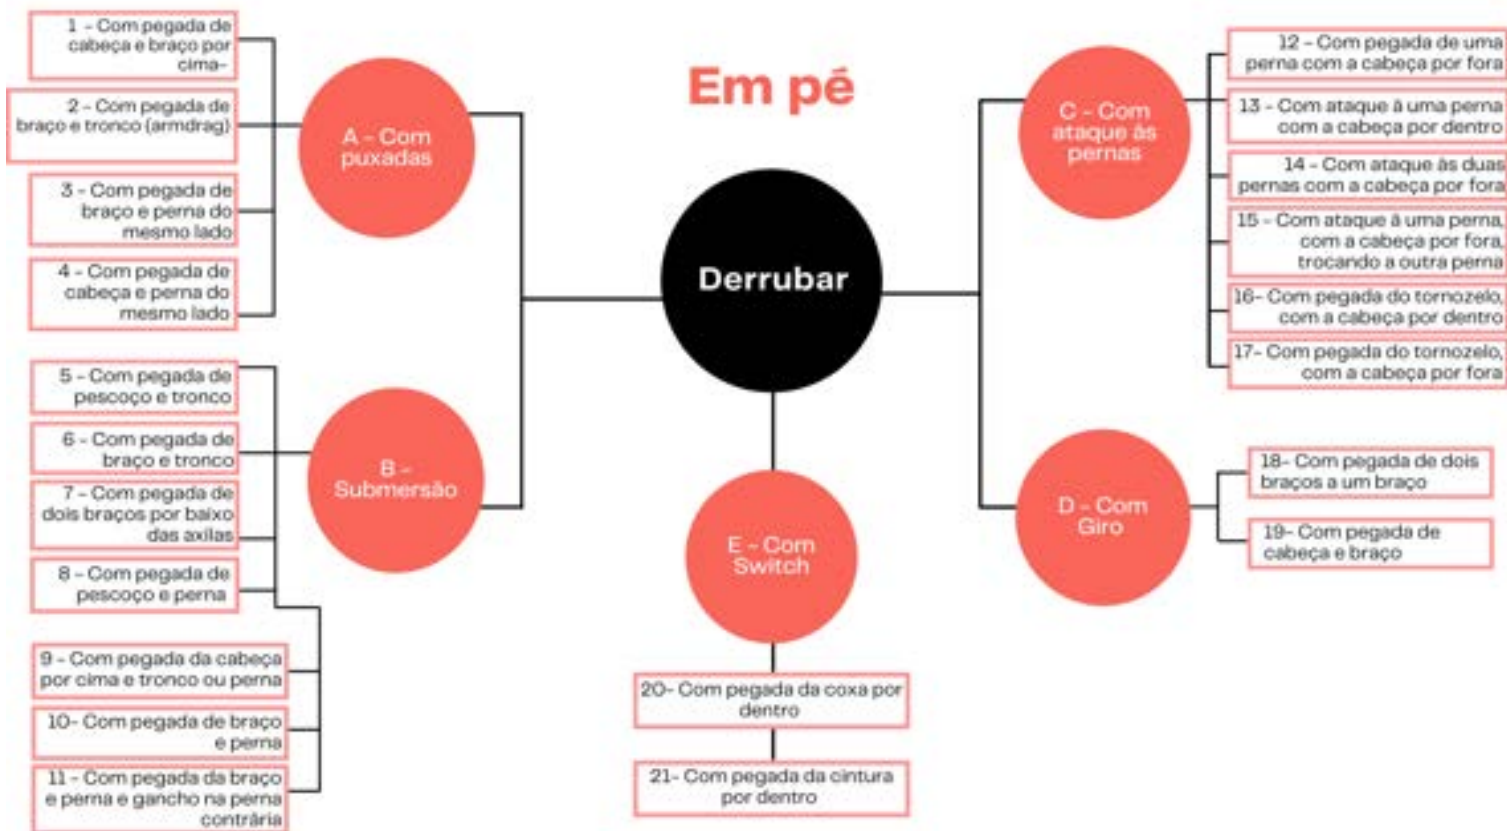 Em pé
Derrubar
A - Com
puxadas
1 - Com pegada de
cabeça e braço por
cima-
2 - Com pegada de
braço e tronco (armdrag)
3 - Com pegada de
braço e perna do
mesmo lado
4 - Com pegada de
cabeça e perna do
mesmo lado
B -
Submersão
5 - Com pegada de
pescoço e tronco
6 - Com pegada de
braço e tronco
7 - Com pegada de
dois braços por baixo
das axilas
8 - Com pegada de
pescoço e perna
9 - Com pegada da cabeça
por cima e tronco ou perna
10- Com pegada de braço
e perna
11 - Com pegada da braço
e perna e gancho na perna
contrária
C - Com
ataque às
pernas
12 - Com pegada de uma
perna com a cabeça por fora
13 - Com ataque à uma perna
com a cabeça por dentro
14 - Com ataque às duas
pernas com a cabeça por fora
15 - Com ataque à uma perna,
com a cabeça por fora,
trocando a outra perna
16- Com pegada do tornozelo,
com a cabeça por dentro
17- Com pegada do tornozelo,
com a cabeça por fora
D - Com
Giro
18- Com pegada de dois
braços a um braço
19- Com pegada de
cabeça e braço
E - Com
Switch
20- Com pegada da coxa por
dentro
21- Com pegada da cintura
por dentro